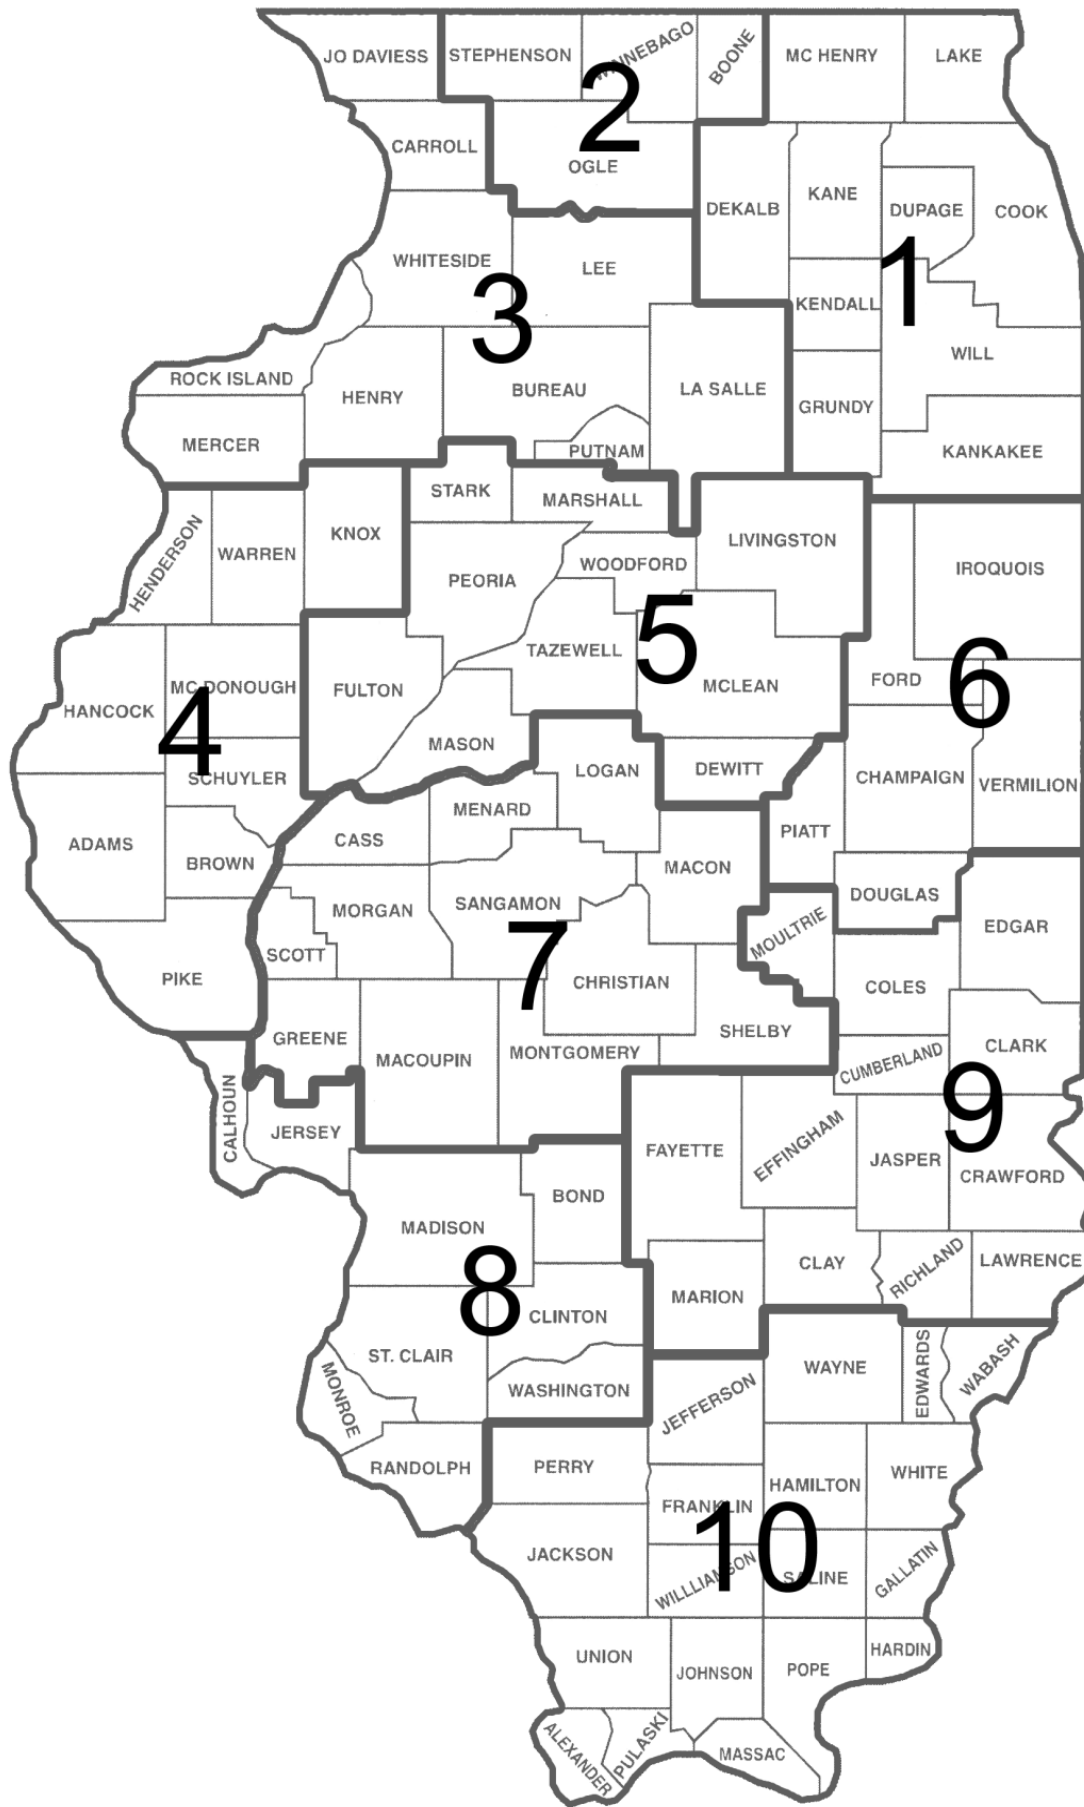 JO DAVIESS
STEPHENSON
WINNEBAGO
BOONE
MC HENRY
LAKE
2
CARROLL
OGLE
DEKALB
KANE
DUPAGE
COOK
WHITESIDE
LEE
1
3
KENDALL
WILL
ROCK ISLAND
HENRY
BUREAU
LA SALLE
GRUNDY
MERCER
PUTNAM
KANKAKEE
STARK
MARSHALL
HENDERSON
WARREN
KNOX
LIVINGSTON
PEORIA
WOODFORD
IROQUOIS
5
TAZEWELL
6
HANCOCK
MC DONOUGH
FULTON
MCLEAN
FORD
4
MASON
SCHUYLER
LOGAN
DEWITT
CHAMPAIGN
VERMILION
MENARD
ADAMS
BROWN
CASS
PIATT
MACON
MORGAN
SANGAMON
DOUGLAS
MOULTRIE
EDGAR
SCOTT
7
PIKE
CHRISTIAN
COLES
GREENE
MACOUPIN
MONTGOMERY
SHELBY
CUMBERLAND
CLARK
9
CALHOUN
JERSEY
FAYETTE
EFFINGHAM
JASPER
CRAWFORD
BOND
MADISON
CLAY
RICHLAND
LAWRENCE
8
CLINTON
MARION
ST. CLAIR
MONROE
WASHINGTON
JEFFERSON
WAYNE
EDWARDS
WABASH
RANDOLPH
PERRY
FRANKLIN
HAMILTON
WHITE
10
JACKSON
WILLLIAMSON
SALINE
GALLATIN
UNION
JOHNSON
POPE
HARDIN
ALEXANDER
PULASKI
MASSAC